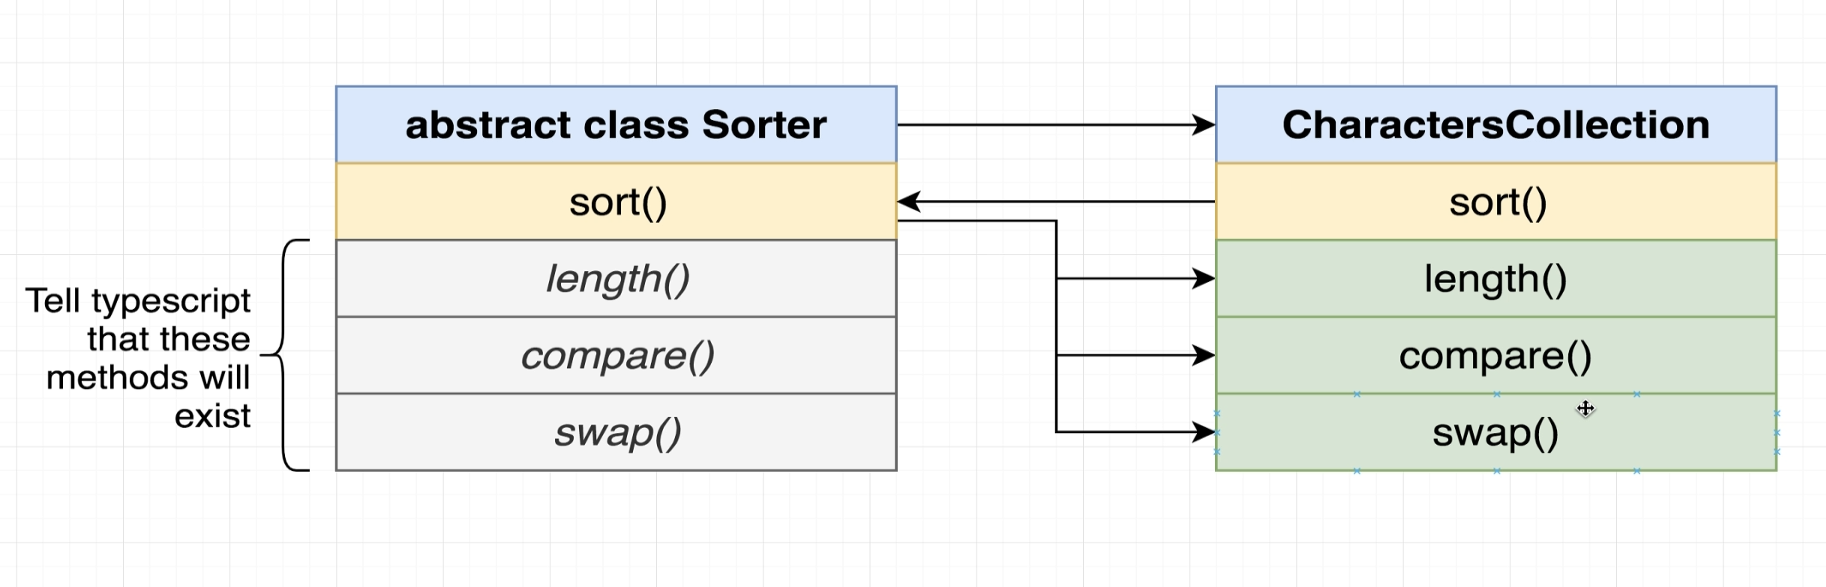 abstract class Sorter
sort()
length()
compare()
swap()
Tell typescript
that these
methods will
exist
CharactersCollection
sort()
length()
compare()
swap()